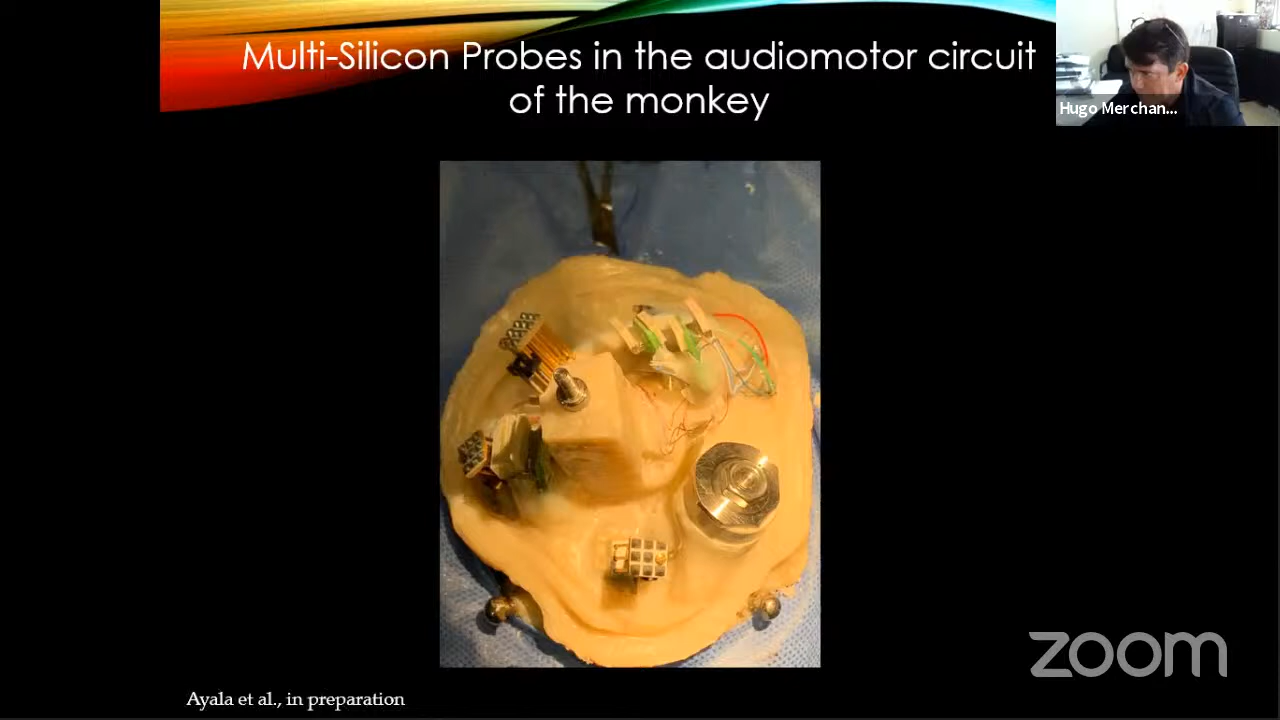 Multi-Silicon Probes in the audiomotor circuit
of the monkey
Hugo Merchan...
zoom
Ayala et al., in preparation